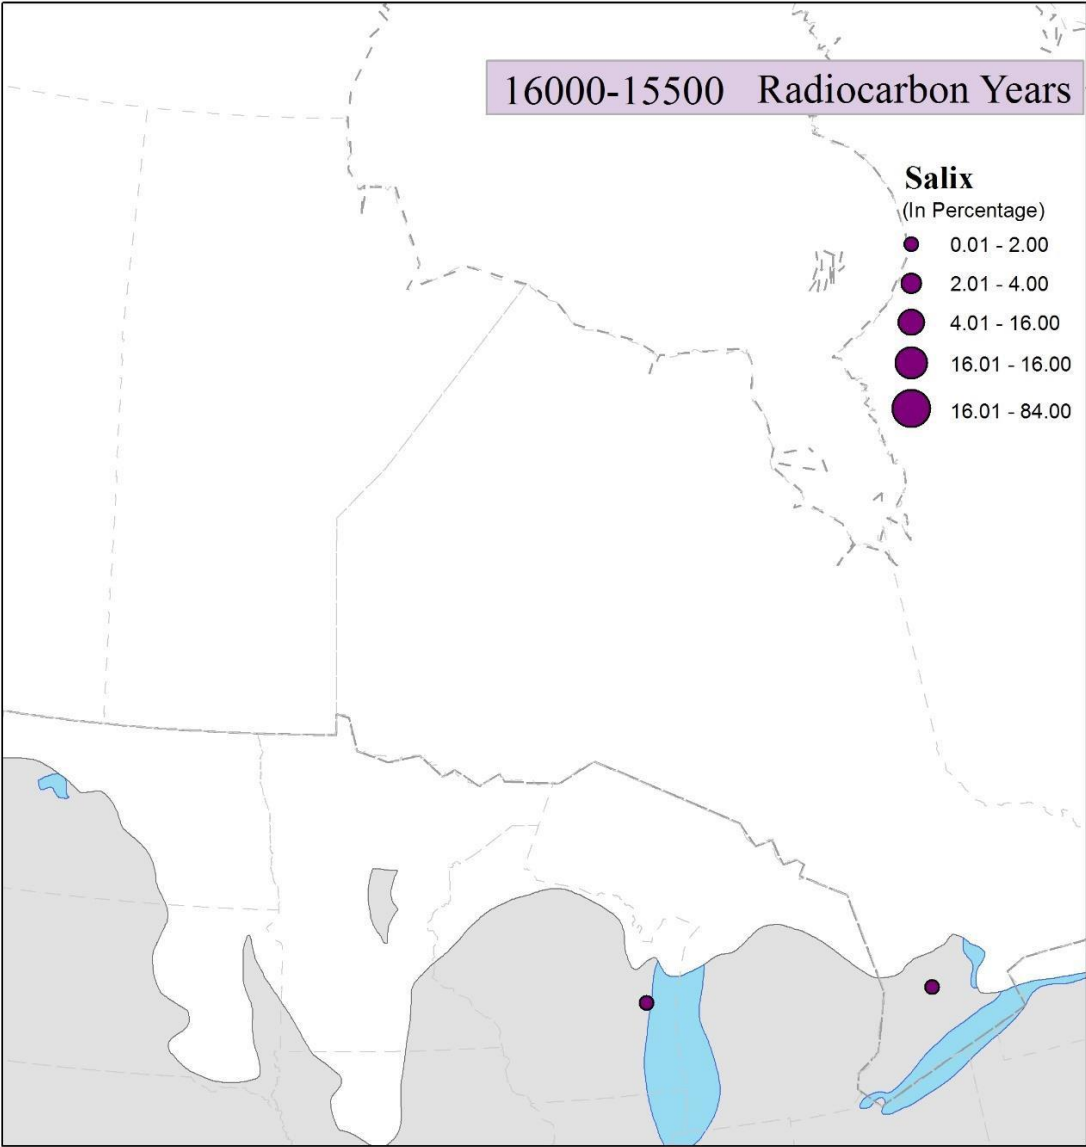 16000-15500 Radiocarbon Years
Salix
(In Percentage)
0.01 - 2.00
2.01 - 4.00
4.01 - 16.00
16.01 - 16.00
16.01 - 84.00